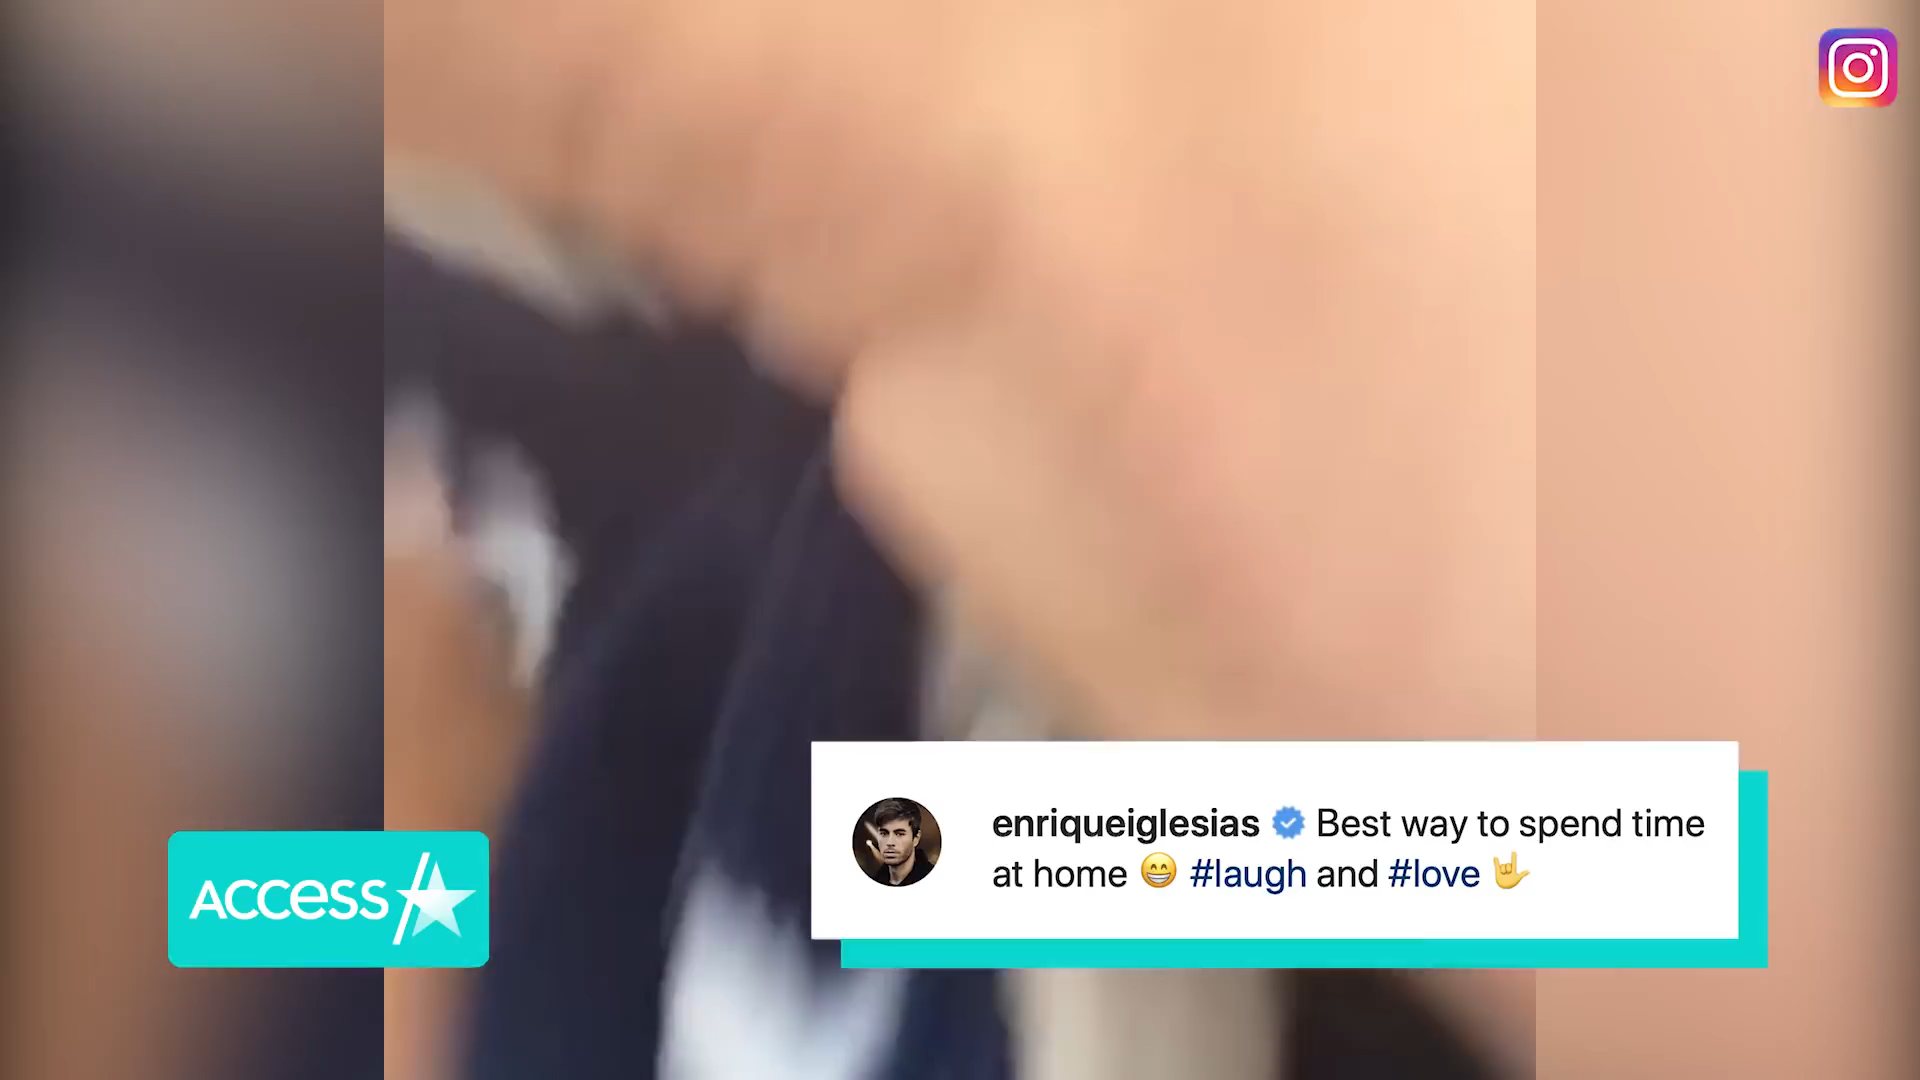 enriqueiglesias Best way to spend time
at home 😁 #laugh and #love 🤟
ACCESS